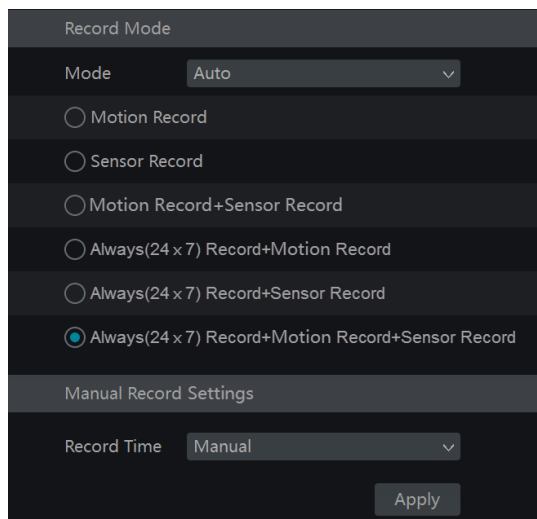 Record Mode
Mode Auto
Motion Record
Sensor Record
Motion Record+Sensor Record
Always(24 x 7) Record+Motion Record
Always(24 x 7) Record+Sensor Record
Always(24 x 7) Record+Motion Record+Sensor Record
Manual Record Settings
Record Time Manual
Apply